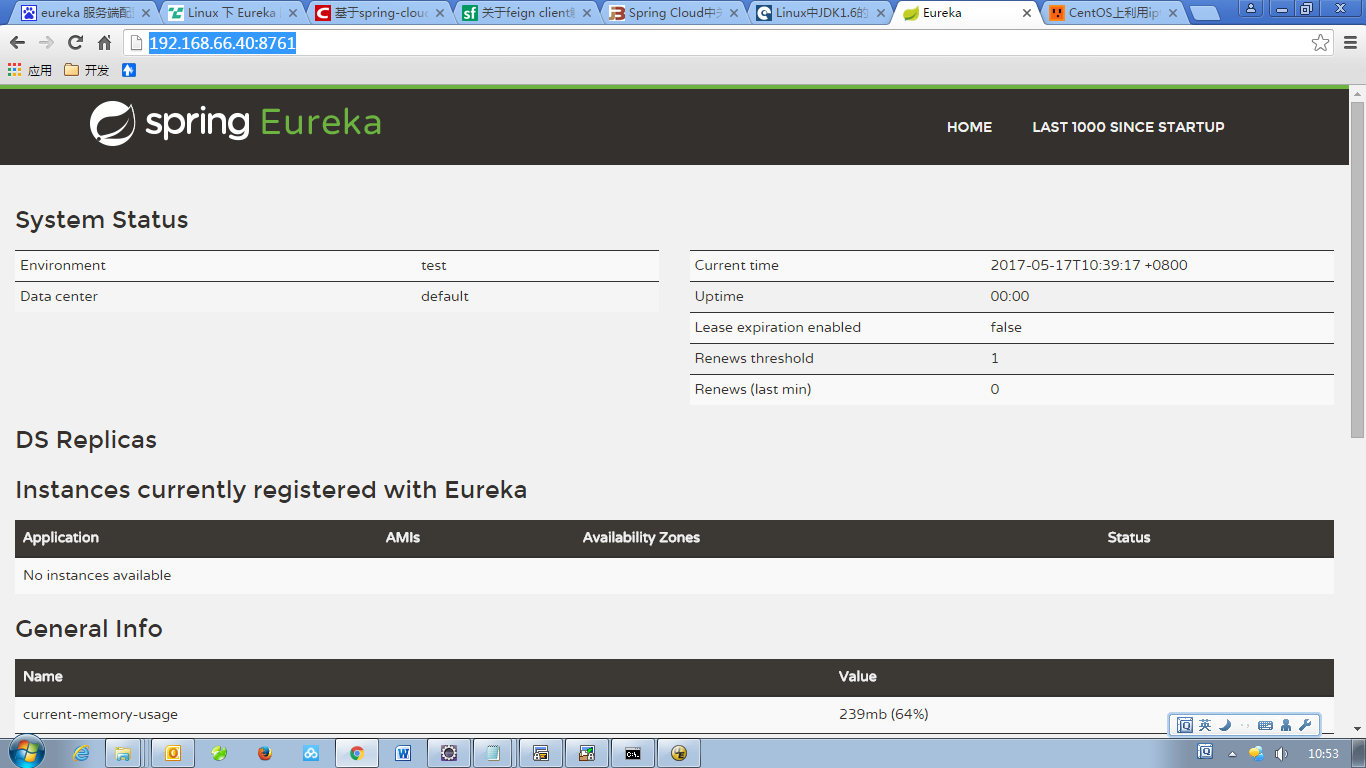 eureka 服务端配
Linux 下 Eureka
基于spring-clou
关于feign client
Spring Cloud中
Linux中JDK1.6的
Eureka
CentOS上利用ip
192.168.66.40:8761
应用
开发
spring Eureka
HOME
LAST 1000 SINCE STARTUP
System Status
Environment test
Data center default
Current time 2017-05-17T10:39:17 +0800
Uptime 00:00
Lease expiration enabled false
Renews threshold 1
Renews (last min) 0
DS Replicas
Instances currently registered with Eureka
Application AMIs Availability Zones Status
No instances available
General Info
Name Value
current-memory-usage 239mb (64%)
英
10:53